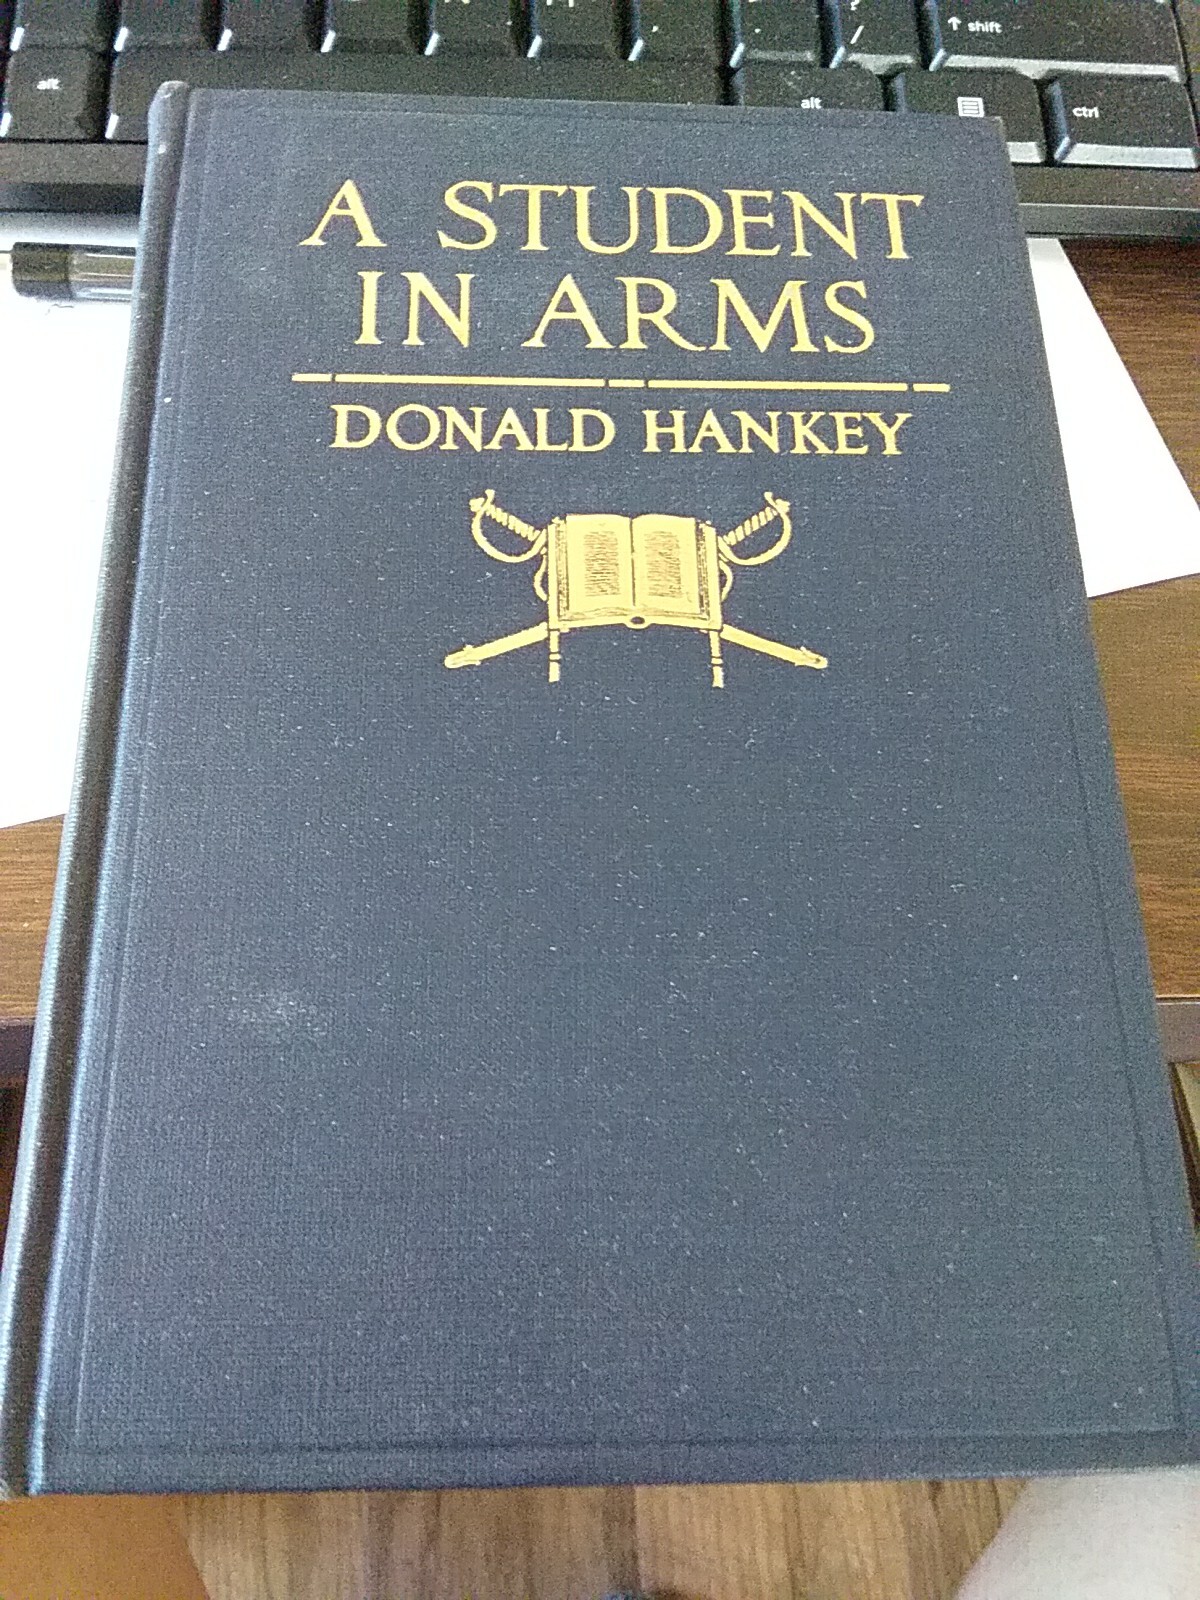 shift
alt
alt
ctrl
A STUDENT
IN ARMS
DONALD HANKEY